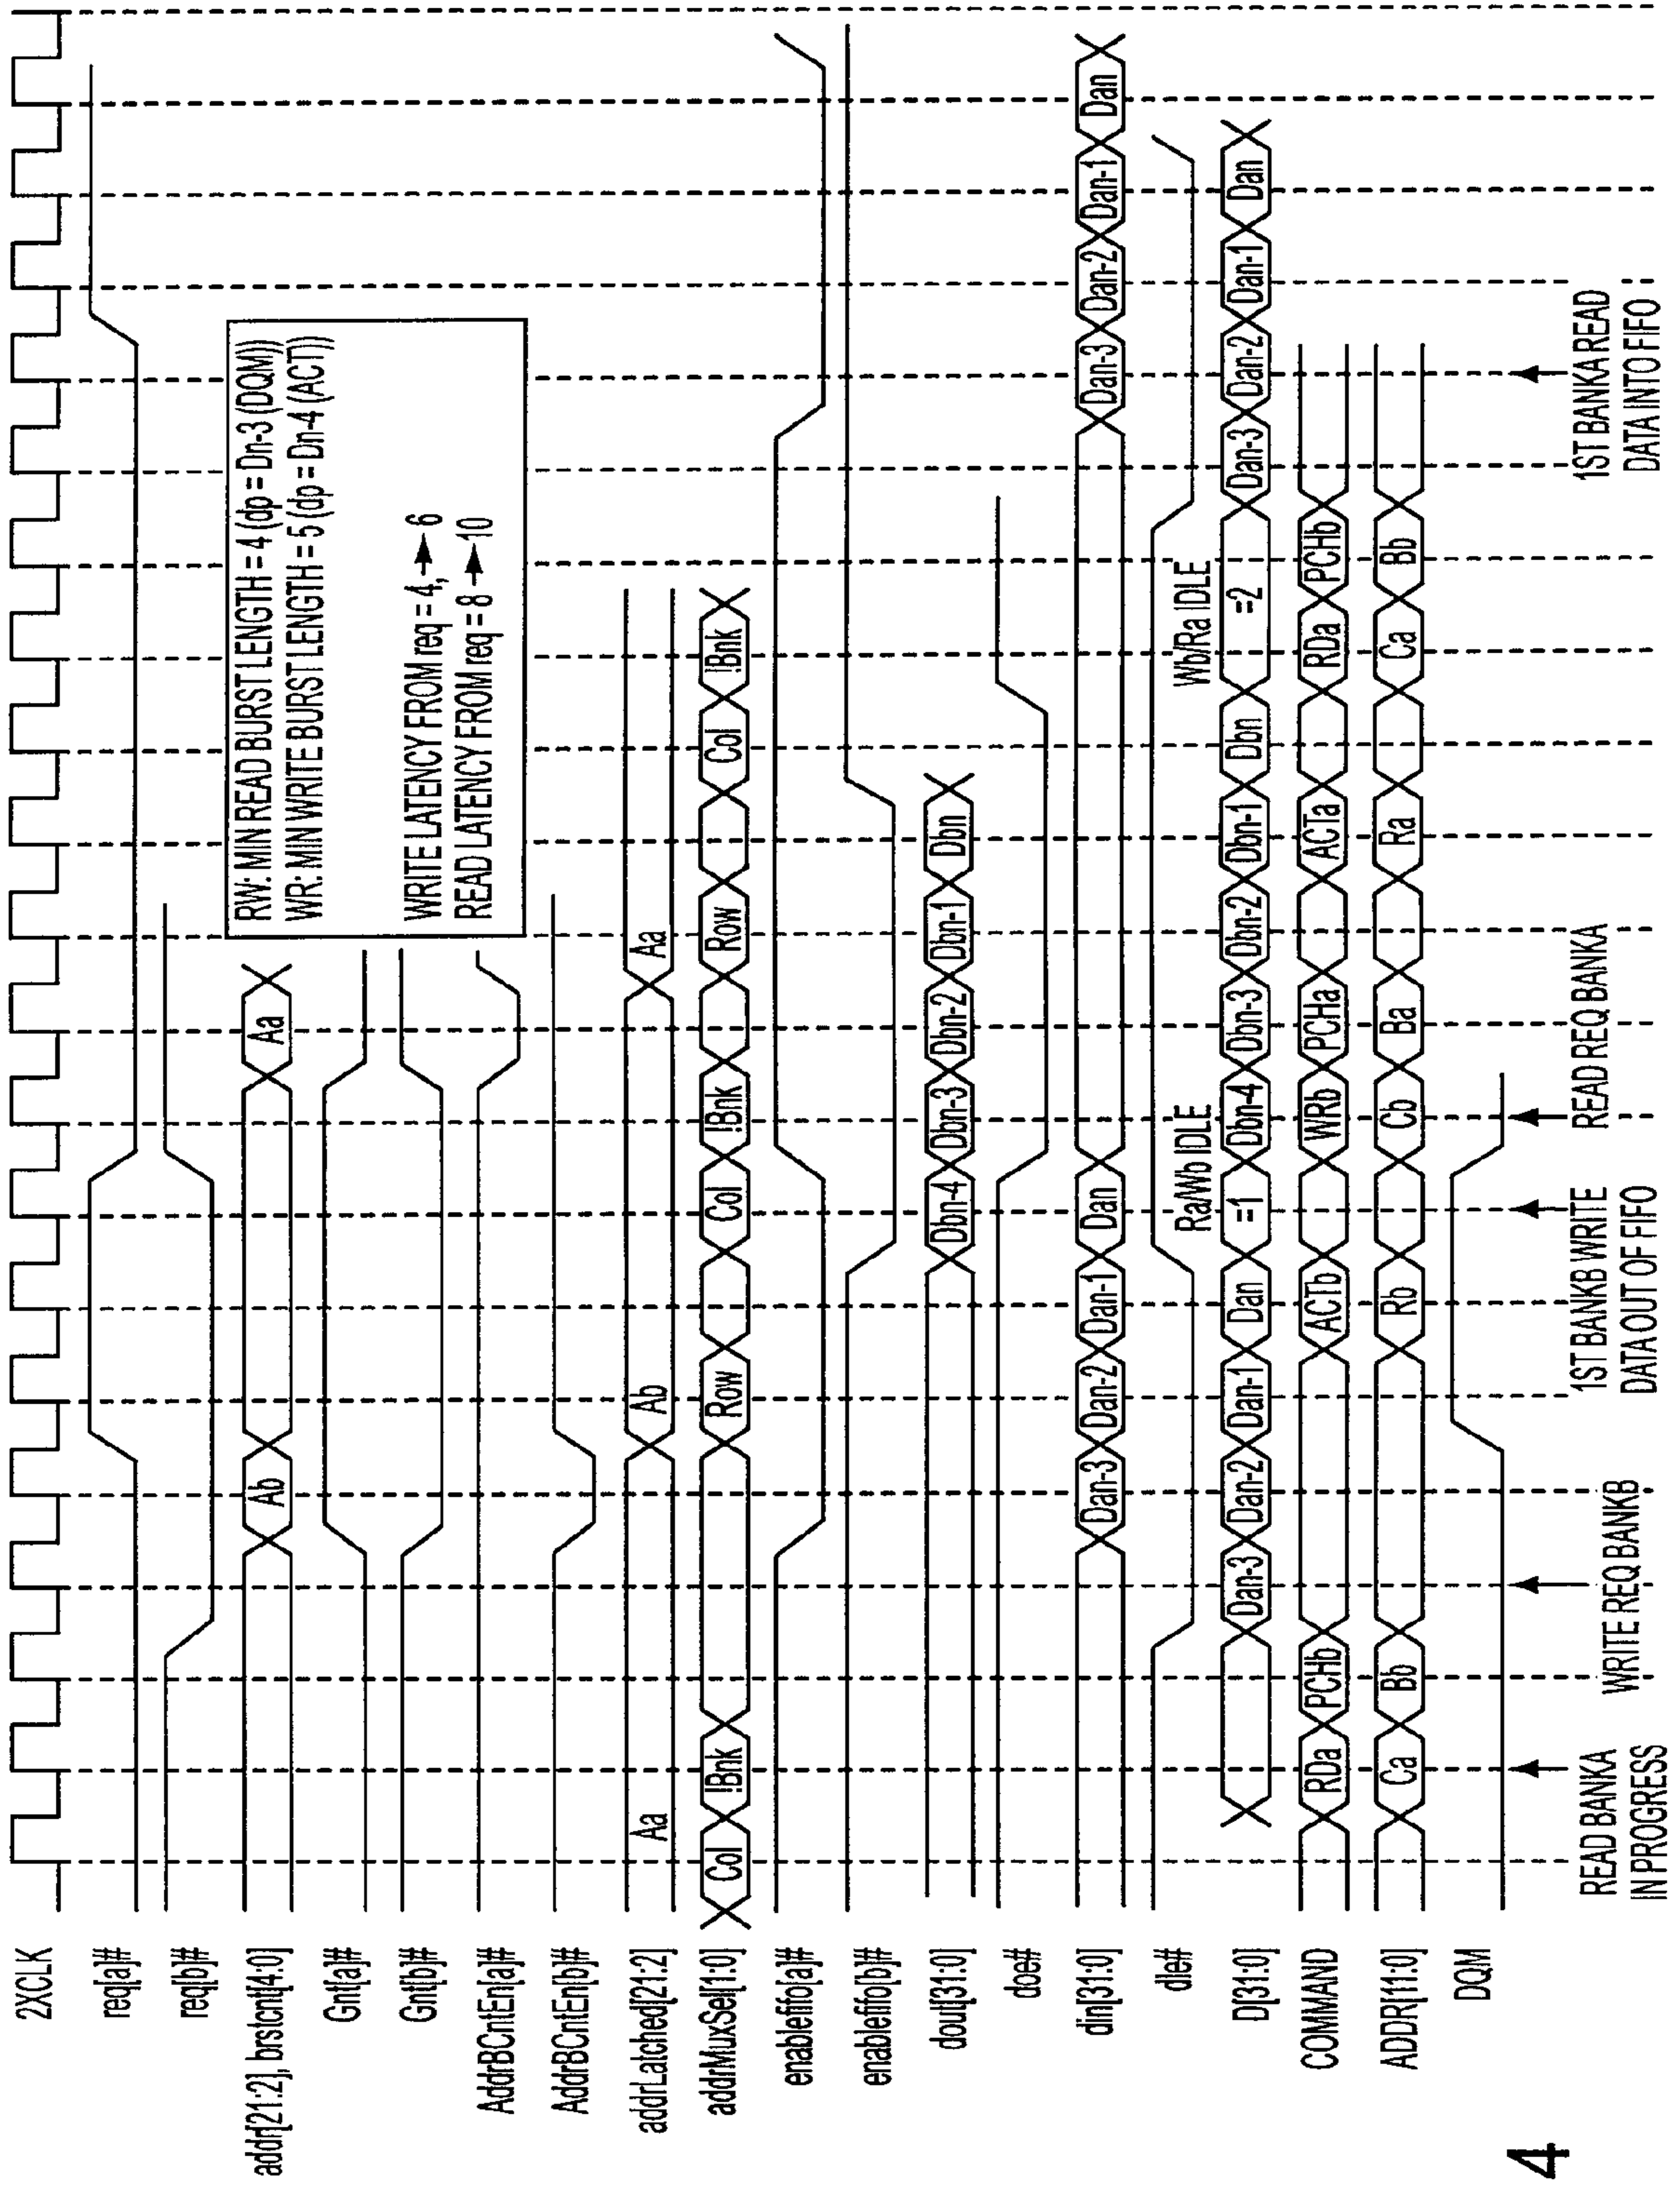 2XCLK
req[a]#
req[b]#
addr[21:2], brstcnt[4:0]
Ab
Aa
Gnt[a]#
Gnt[b]#
AddrBCntEn[a]#
AddrBCntEn[b]#
RW: MIN READ BURST LENGTH = 4 (dp = Dn-3 (DQM))
WR: MIN WRITE BURST LENGTH = 5 (dp = Dn-4 (ACT))
WRITE LATENCY FROM req = 4, → 6
READ LATENCY FROM req = 8 → 10
addrLatched[21:2]
Aa
Ab
Aa
addrMuxSel[1:0]
Col
!Bnk
Row
Col
!Bnk
Row
Col
!Bnk
enablefifo[a]#
enablefifo[b]#
dout[31:0]
Dbn-4
Dbn-3
Dbn-2
Dbn-1
Dbn
doe#
din[31:0]
Dan-3
Dan-2
Dan-1
Dan
Dan-3
Dan-2
Dan-1
Dan
dle#
Ra/Wb IDLE
Wb/Ra IDLE
D[31:0]
Dan-3
Dan-2
Dan-1
Dan
=1
Dbn-4
Dbn-3
Dbn-2
Dbn-1
Dbn
=2
Dan-3
Dan-2
Dan-1
Dan
COMMAND
RDa
PCHb
ACTb
WRb
PCHa
ACTa
RDa
PCHb
ADDR[11:0]
Ca
Bb
Rb
Cb
Ba
Ra
Ca
Bb
DQM
READ BANKA
IN PROGRESS
WRITE REQ BANKB
1ST BANKB WRITE
DATA OUT OF FIFO
READ REQ BANKA
1ST BANKA READ
DATA INTO FIFO
4